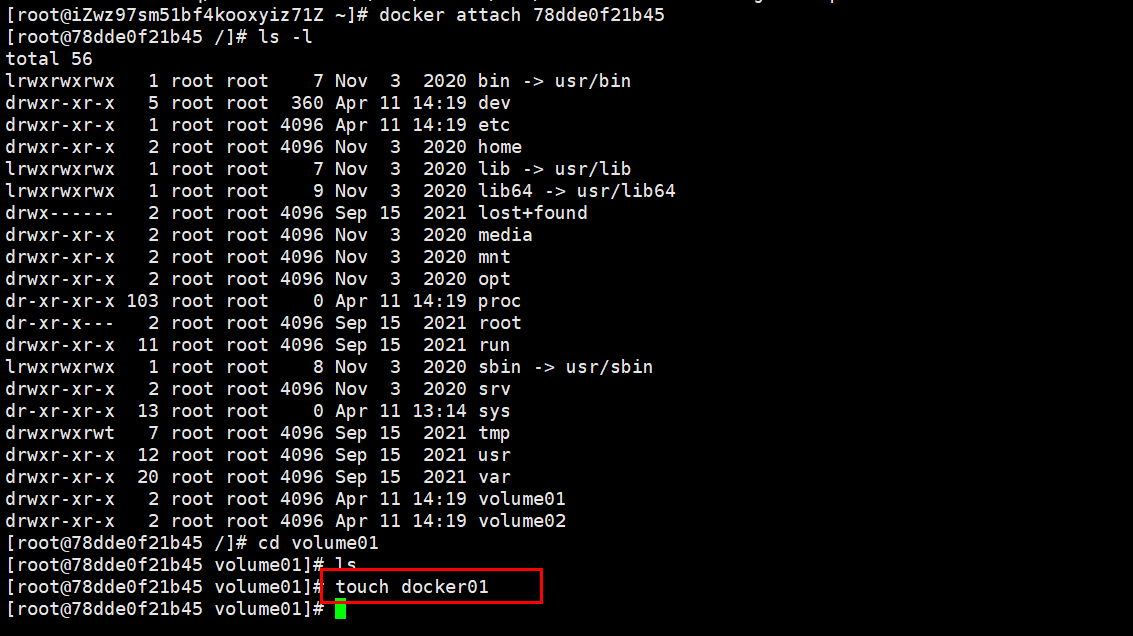 [root@iZwz97sm51bf4kooxyiz71Z ~]# docker attach 78dde0f21b45
[root@78dde0f21b45 /]# ls -l
total 56
lrwxrwxrwx   1 root root    7 Nov  3  2020 bin -> usr/bin
drwxr-xr-x   5 root root  360 Apr 11 14:19 dev
drwxr-xr-x   1 root root 4096 Apr 11 14:19 etc
drwxr-xr-x   2 root root 4096 Nov  3  2020 home
lrwxrwxrwx   1 root root    7 Nov  3  2020 lib -> usr/lib
lrwxrwxrwx   1 root root    9 Nov  3  2020 lib64 -> usr/lib64
drwx------   2 root root 4096 Sep 15  2021 lost+found
drwxr-xr-x   2 root root 4096 Nov  3  2020 media
drwxr-xr-x   2 root root 4096 Nov  3  2020 mnt
drwxr-xr-x   2 root root 4096 Nov  3  2020 opt
dr-xr-xr-x 103 root root    0 Apr 11 14:19 proc
dr-xr-x---   2 root root 4096 Sep 15  2021 root
drwxr-xr-x  11 root root 4096 Sep 15  2021 run
lrwxrwxrwx   1 root root    8 Nov  3  2020 sbin -> usr/sbin
drwxr-xr-x   2 root root 4096 Nov  3  2020 srv
dr-xr-xr-x  13 root root    0 Apr 11 13:14 sys
drwxrwxrwt   7 root root 4096 Sep 15  2021 tmp
drwxr-xr-x  12 root root 4096 Sep 15  2021 usr
drwxr-xr-x  20 root root 4096 Sep 15  2021 var
drwxr-xr-x   2 root root 4096 Apr 11 14:19 volume01
drwxr-xr-x   2 root root 4096 Apr 11 14:19 volume02
[root@78dde0f21b45 /]# cd volume01
[root@78dde0f21b45 volume01]# ls
[root@78dde0f21b45 volume01]# touch docker01
[root@78dde0f21b45 volume01]#